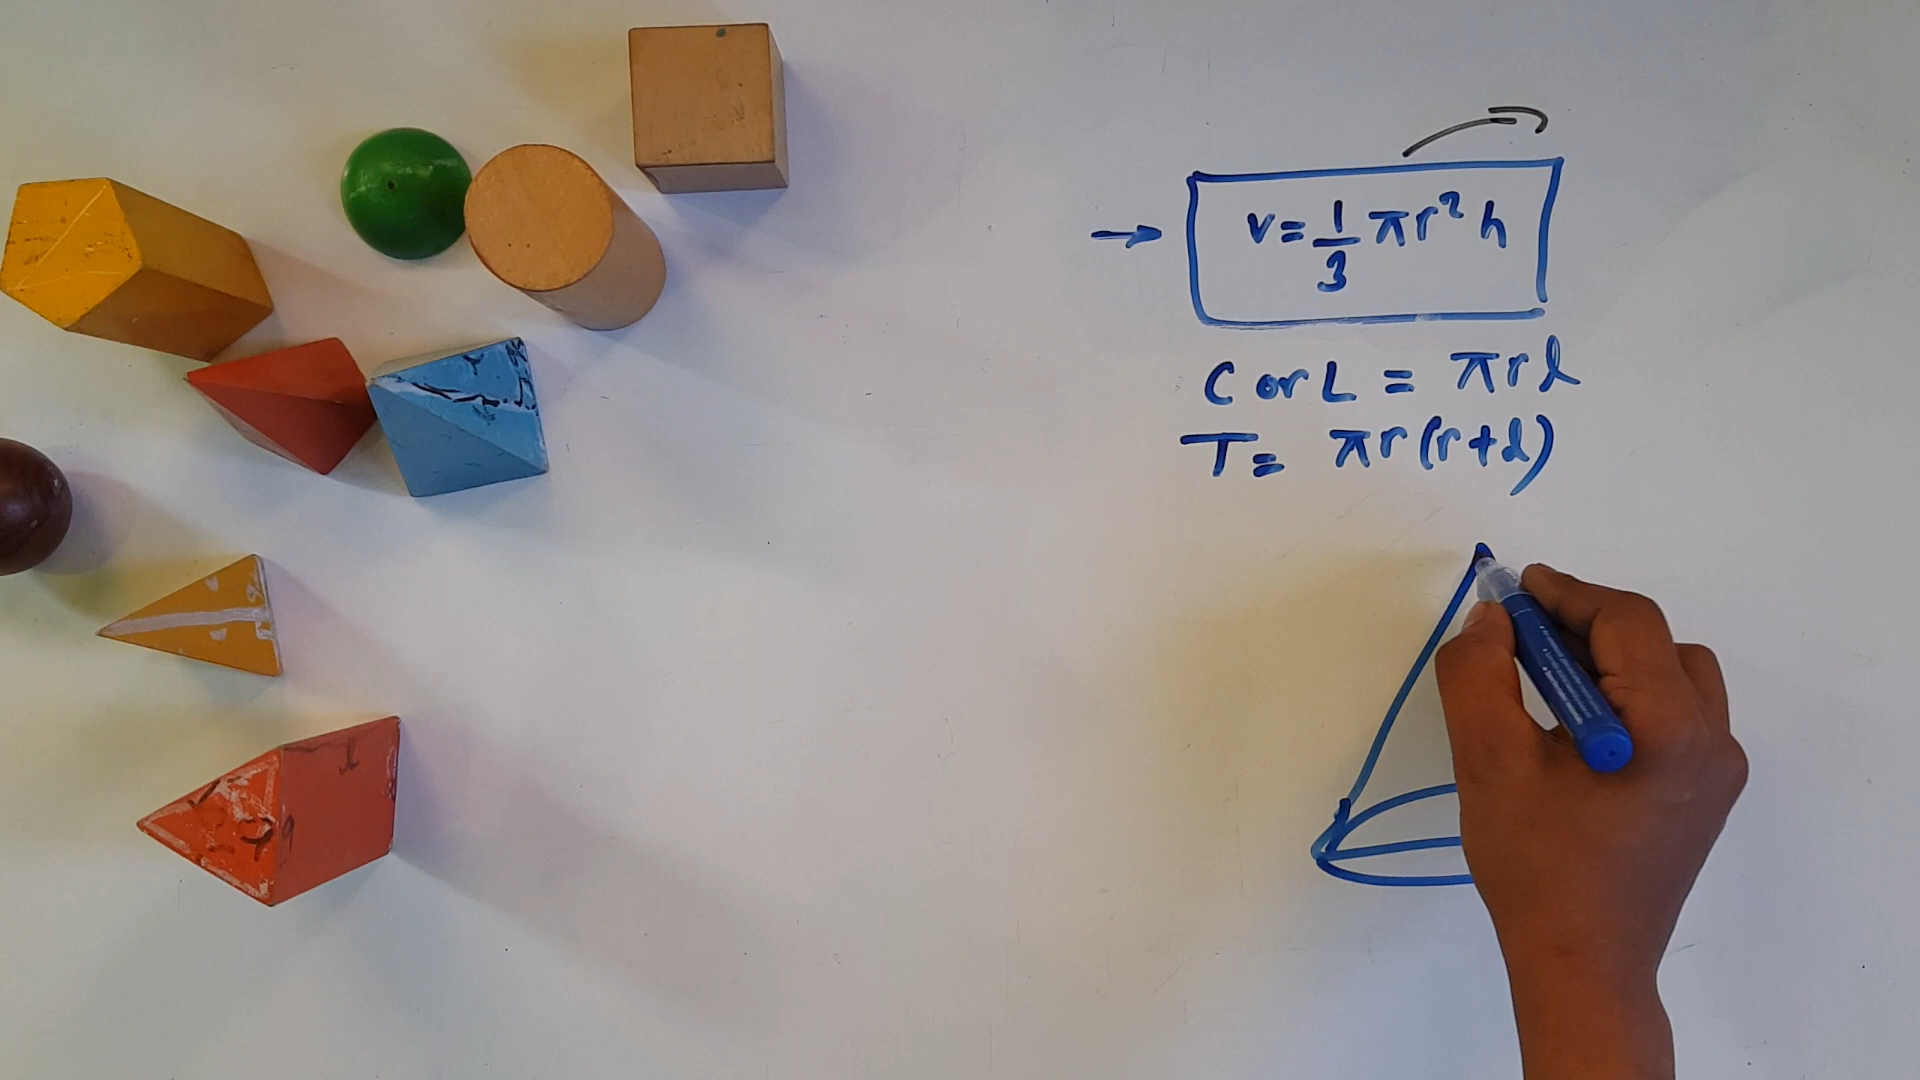 V = 1/3 πr²h
C or L = πrl
T = πr(r+l)